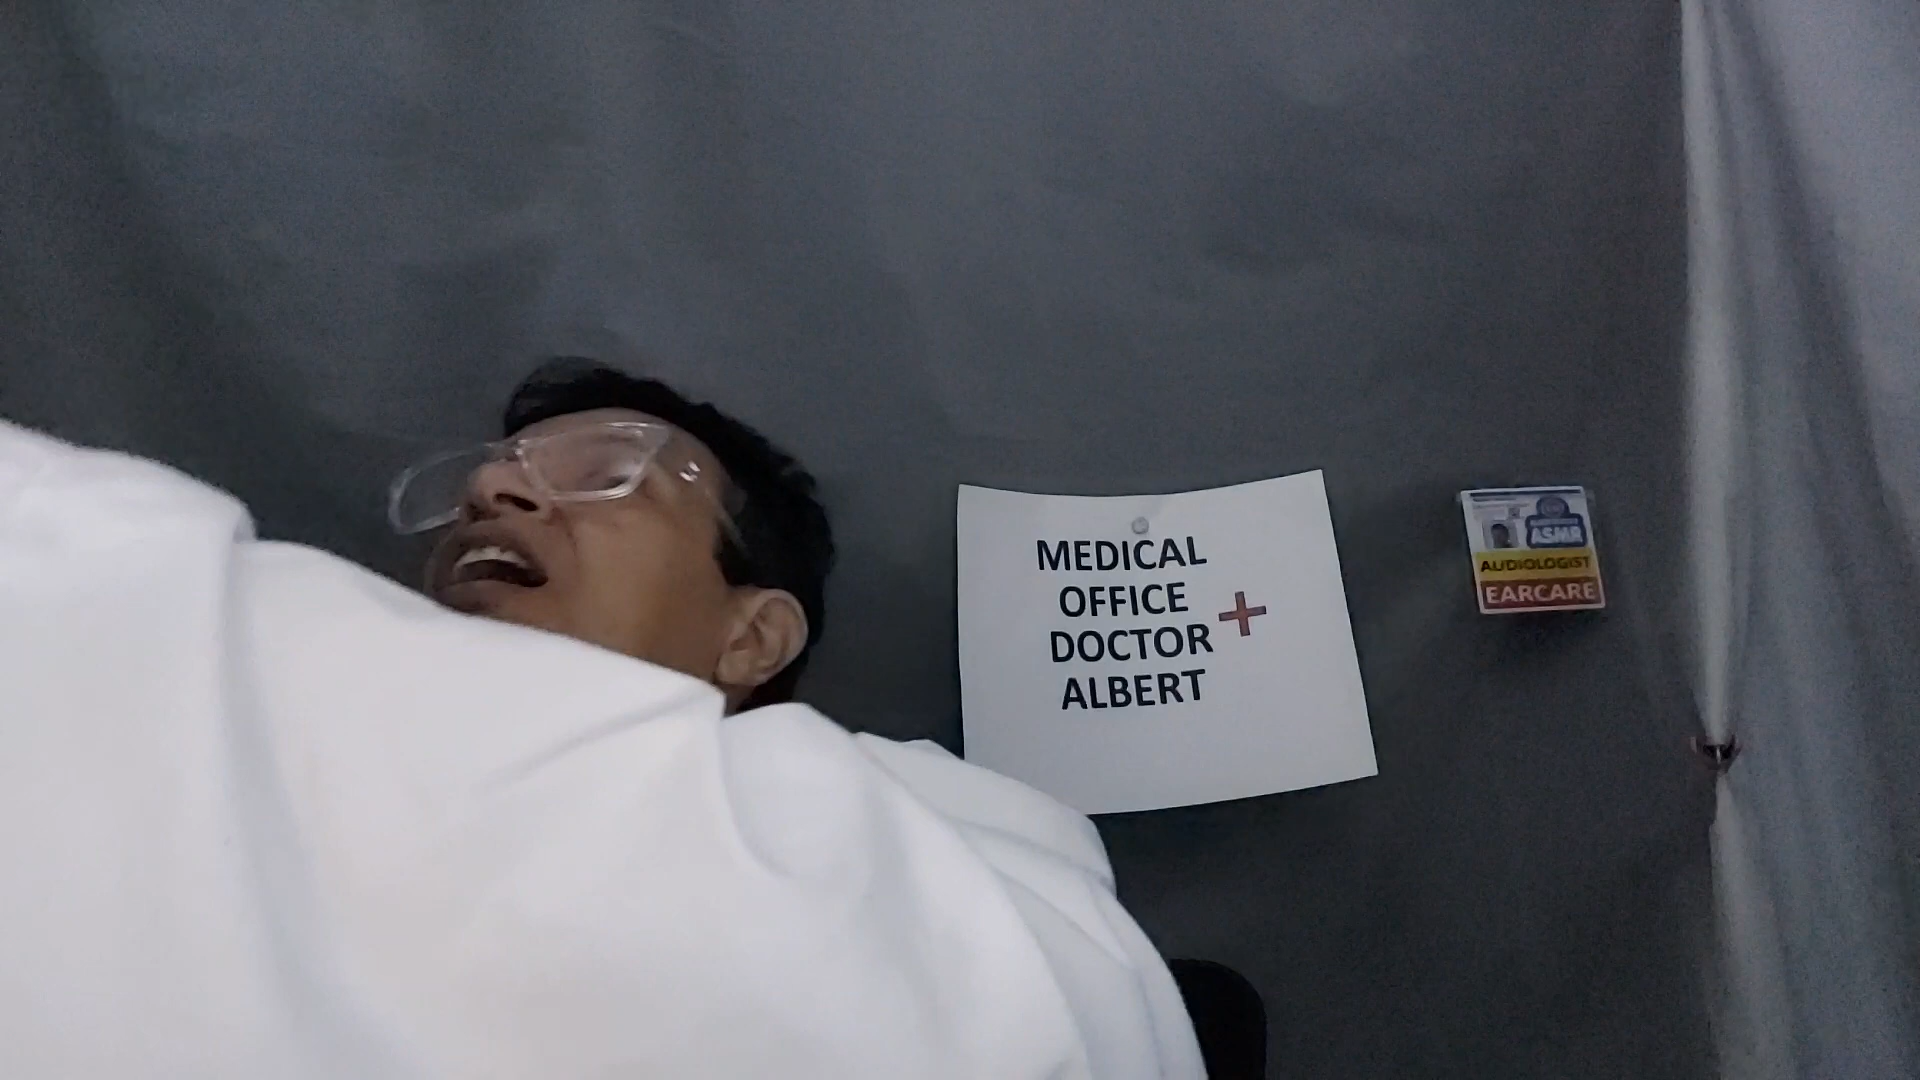 MEDICAL
OFFICE
DOCTOR
ALBERT
ASMR
AUDIOLOGIST
EARCARE